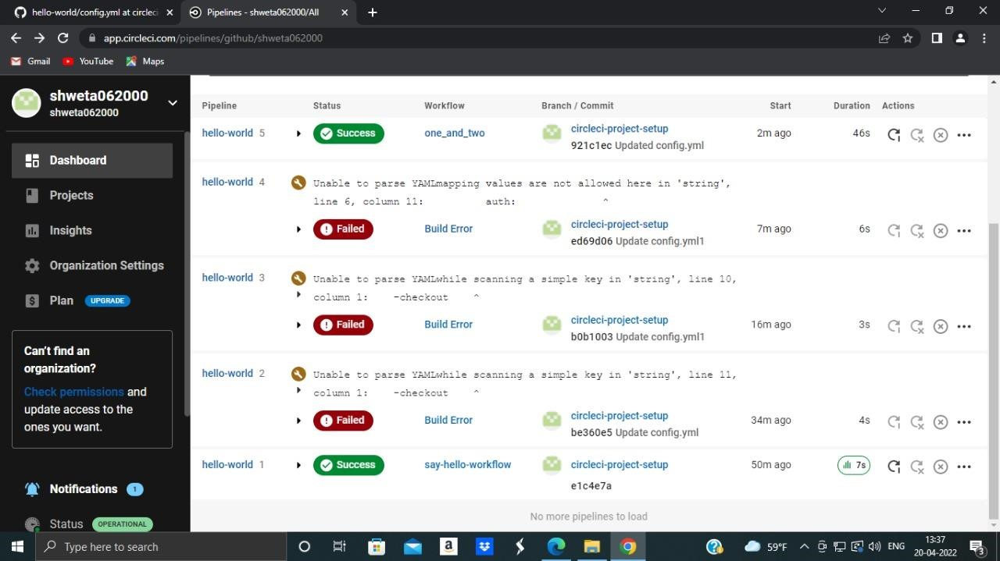 hello-world/config.yml at circleci
Pipelines - shweta062000/All
app.circleci.com/pipelines/github/shweta062000
Gmail YouTube Maps
shweta062000
shweta062000
Dashboard
Projects
Insights
Organization Settings
Plan UPGRADE
Can't find an
organization?
Check permissions and
update access to the
ones you want.
Notifications 1
Status OPERATIONAL
Pipeline Status Workflow Branch / Commit Start Duration Actions
hello-world 5 Success one_and_two circleci-project-setup 2m ago 46s
921c1ec Updated config.yml
hello-world 4 Unable to parse YAMLmapping values are not allowed here in 'string',
line 6, column 11: auth: ^
Failed Build Error circleci-project-setup 7m ago 6s
ed69d06 Update config.yml1
hello-world 3 Unable to parse YAMLwhile scanning a simple key in 'string', line 10,
column 1: -checkout ^
Failed Build Error circleci-project-setup 16m ago 3s
b0b1003 Update config.yml1
hello-world 2 Unable to parse YAMLwhile scanning a simple key in 'string', line 11,
column 1: -checkout ^
Failed Build Error circleci-project-setup 34m ago 4s
be360e5 Update config.yml
hello-world 1 Success say-hello-workflow circleci-project-setup 50m ago 7s
e1c4e7a
No more pipelines to load
Type here to search
59°F
ENG
13:37
20-04-2022
3